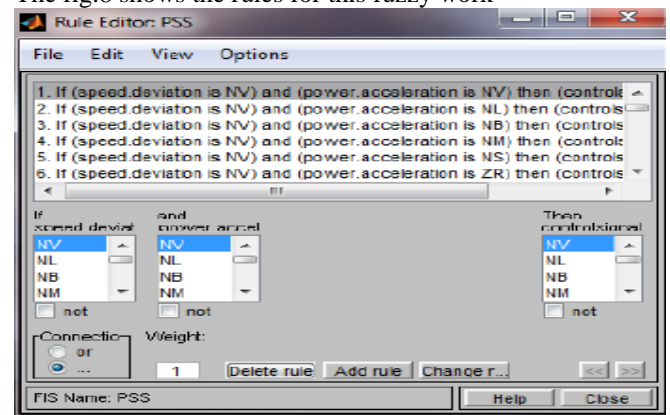 The fig.8 shows the rules for this fuzzy work
Rule Editor: PSS
File Edit View Options
1. If (speed.deviation is NV) and (power.acceleration is NV) then (controls
2. If (speed.deviation is NV) and (power.acceleration is NL) then (controls
3. If (speed.deviation is NV) and (power.acceleration is NB) then (controls
4. If (speed.deviation is NV) and (power.acceleration is NM) then (controls
5. If (speed.deviation is NV) and (power.acceleration is NS) then (controls
6. If (speed.deviation is NV) and (power.acceleration is ZR) then (controls
If and Then
speed deviat power accel controlsignal
NV NV NV
NL NL NL
NB NB NB
NM NM NM
not not not
Connectio Weight:
or
... 1 Delete rule Add rule Change r... << >>
FIS Name: PSS Help Close